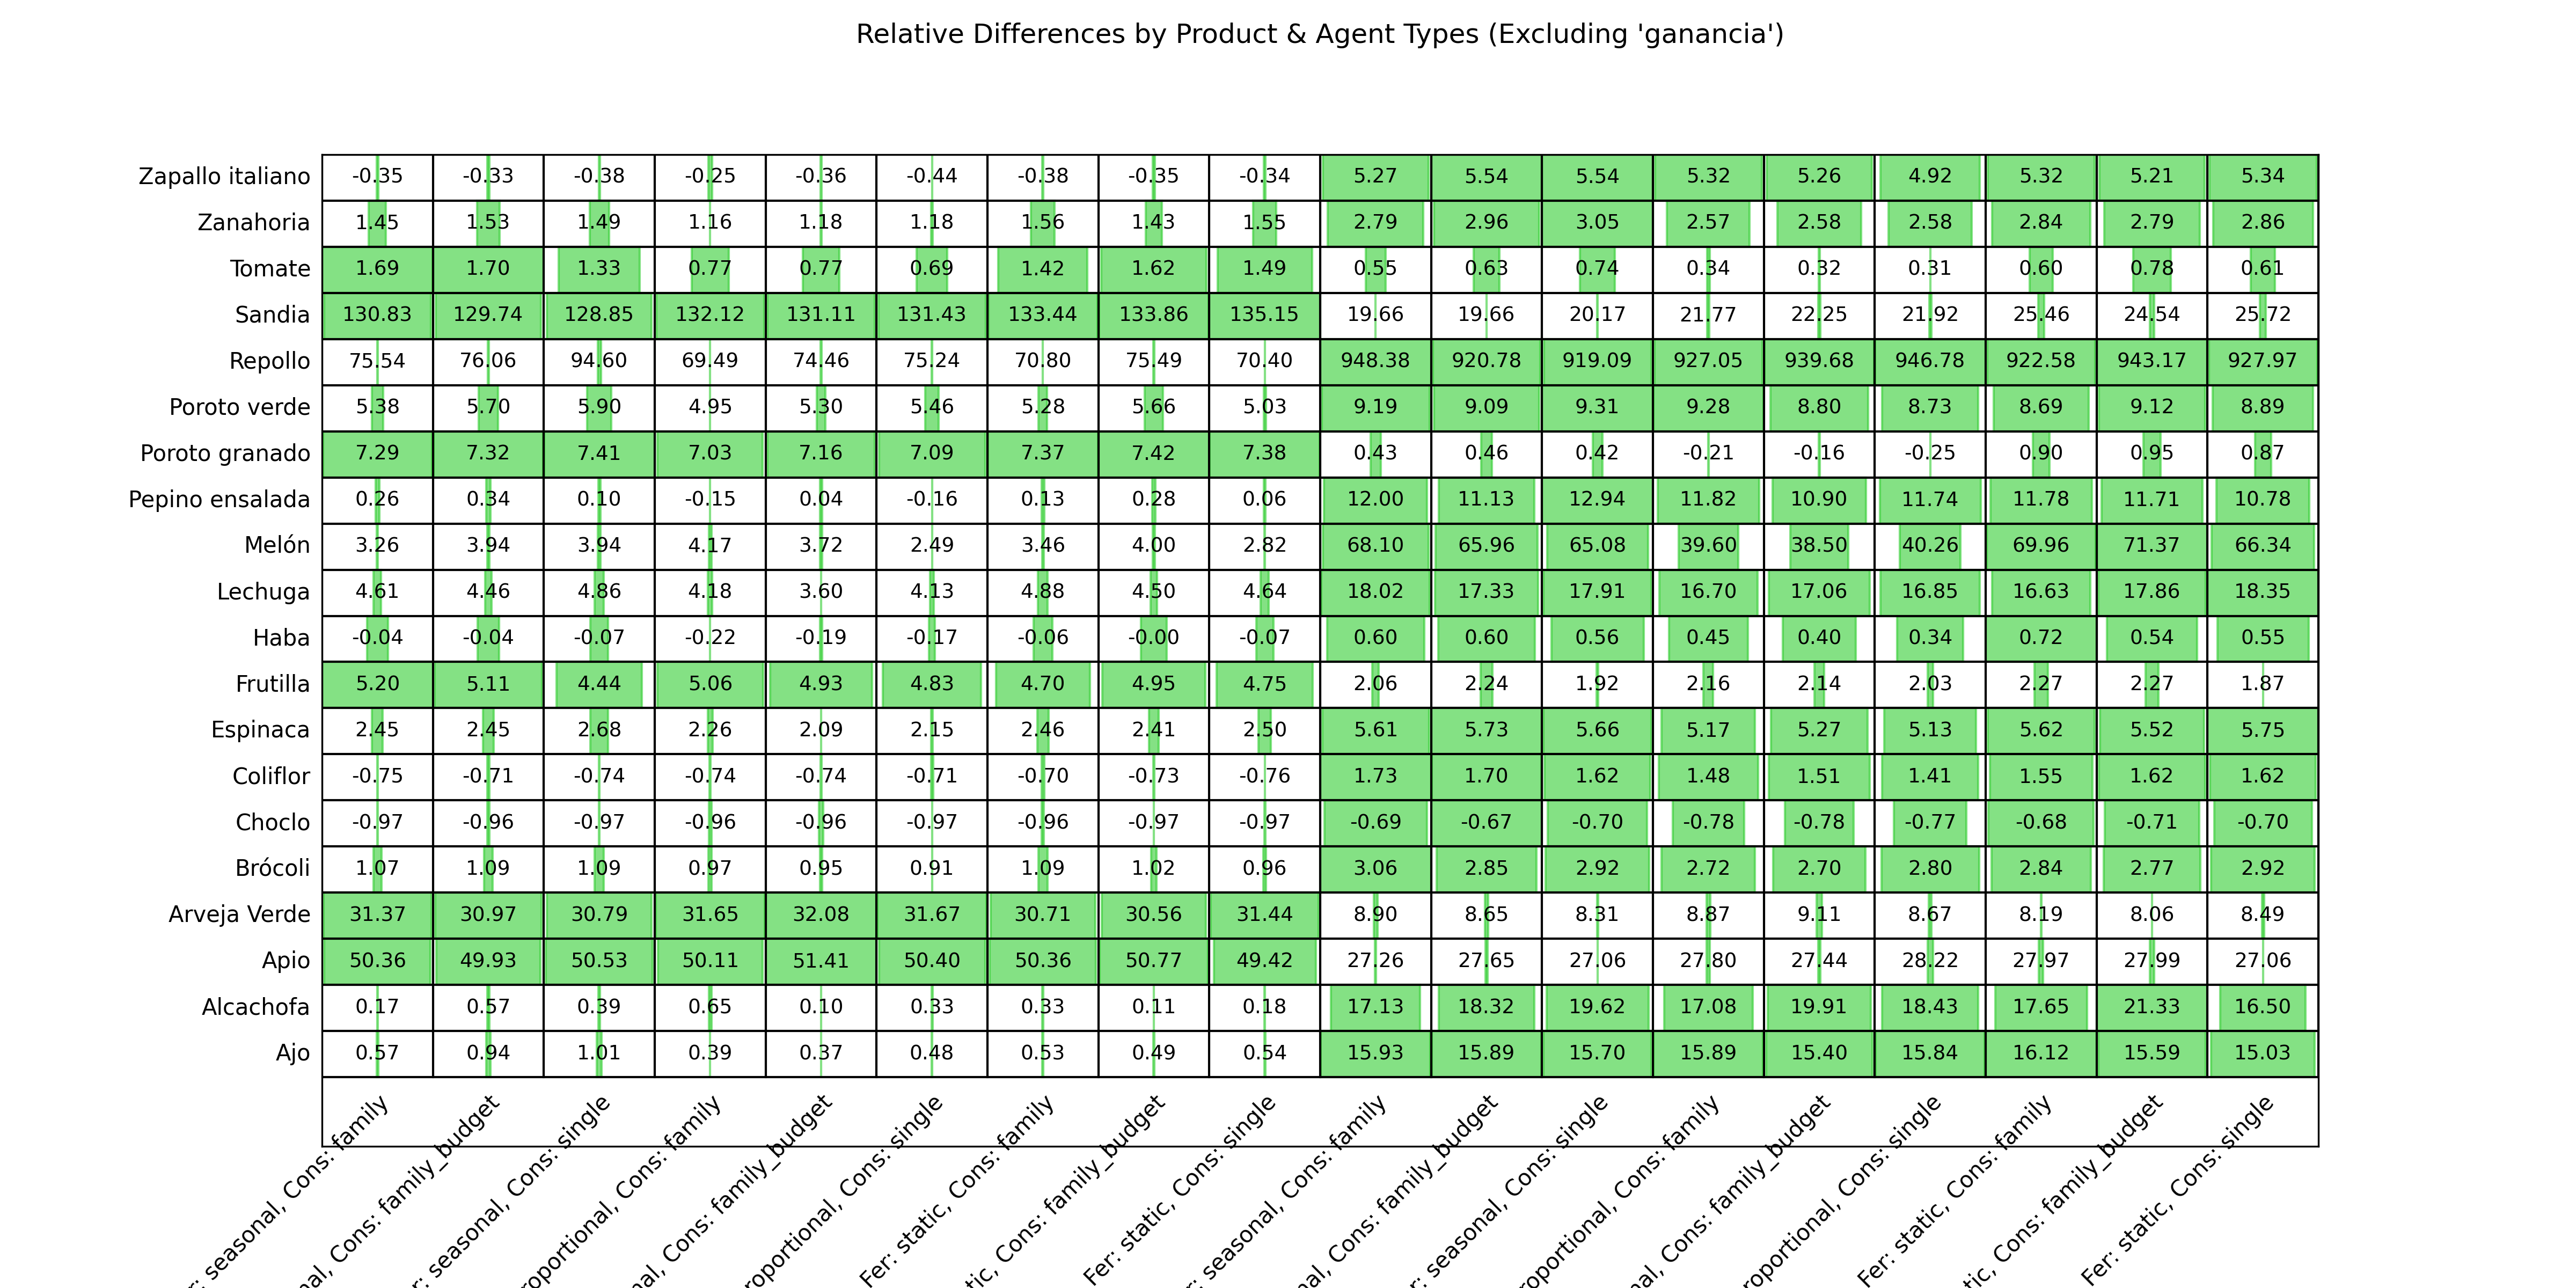 Relative Differences by Product & Agent Types (Excluding 'ganancia')
Zapallo italiano -0.35 -0.33 -0.38 -0.25 -0.36 -0.44 -0.38 -0.35 -0.34 5.27 5.54 5.54 5.32 5.26 4.92 5.32 5.21 5.34
Zanahoria 1.45 1.53 1.49 1.16 1.18 1.18 1.56 1.43 1.55 2.79 2.96 3.05 2.57 2.58 2.58 2.84 2.79 2.86
Tomate 1.69 1.70 1.33 0.77 0.77 0.69 1.42 1.62 1.49 0.55 0.63 0.74 0.34 0.32 0.31 0.60 0.78 0.61
Sandia 130.83 129.74 128.85 132.12 131.11 131.43 133.44 133.86 135.15 19.66 19.66 20.17 21.77 22.25 21.92 25.46 24.54 25.72
Repollo 75.54 76.06 94.60 69.49 74.46 75.24 70.80 75.49 70.40 948.38 920.78 919.09 927.05 939.68 946.78 922.58 943.17 927.97
Poroto verde 5.38 5.70 5.90 4.95 5.30 5.46 5.28 5.66 5.03 9.19 9.09 9.31 9.28 8.80 8.73 8.69 9.12 8.89
Poroto granado 7.29 7.32 7.41 7.03 7.16 7.09 7.37 7.42 7.38 0.43 0.46 0.42 -0.21 -0.16 -0.25 0.90 0.95 0.87
Pepino ensalada 0.26 0.34 0.10 -0.15 0.04 -0.16 0.13 0.28 0.06 12.00 11.13 12.94 11.82 10.90 11.74 11.78 11.71 10.78
Melón 3.26 3.94 3.94 4.17 3.72 2.49 3.46 4.00 2.82 68.10 65.96 65.08 39.60 38.50 40.26 69.96 71.37 66.34
Lechuga 4.61 4.46 4.86 4.18 3.60 4.13 4.88 4.50 4.64 18.02 17.33 17.91 16.70 17.06 16.85 16.63 17.86 18.35
Haba -0.04 -0.04 -0.07 -0.22 -0.19 -0.17 -0.06 -0.00 -0.07 0.60 0.60 0.56 0.45 0.40 0.34 0.72 0.54 0.55
Frutilla 5.20 5.11 4.44 5.06 4.93 4.83 4.70 4.95 4.75 2.06 2.24 1.92 2.16 2.14 2.03 2.27 2.27 1.87
Espinaca 2.45 2.45 2.68 2.26 2.09 2.15 2.46 2.41 2.50 5.61 5.73 5.66 5.17 5.27 5.13 5.62 5.52 5.75
Coliflor -0.75 -0.71 -0.74 -0.74 -0.74 -0.71 -0.70 -0.73 -0.76 1.73 1.70 1.62 1.48 1.51 1.41 1.55 1.62 1.62
Choclo -0.97 -0.96 -0.97 -0.96 -0.96 -0.97 -0.96 -0.97 -0.97 -0.69 -0.67 -0.70 -0.78 -0.78 -0.77 -0.68 -0.71 -0.70
Brócoli 1.07 1.09 1.09 0.97 0.95 0.91 1.09 1.02 0.96 3.06 2.85 2.92 2.72 2.70 2.80 2.84 2.77 2.92
Arveja Verde 31.37 30.97 30.79 31.65 32.08 31.67 30.71 30.56 31.44 8.90 8.65 8.31 8.87 9.11 8.67 8.19 8.06 8.49
Apio 50.36 49.93 50.53 50.11 51.41 50.40 50.36 50.77 49.42 27.26 27.65 27.06 27.80 27.44 28.22 27.97 27.99 27.06
Alcachofa 0.17 0.57 0.39 0.65 0.10 0.33 0.33 0.11 0.18 17.13 18.32 19.62 17.08 19.91 18.43 17.65 21.33 16.50
Ajo 0.57 0.94 1.01 0.39 0.37 0.48 0.53 0.49 0.54 15.93 15.89 15.70 15.89 15.40 15.84 16.12 15.59 15.03
seasonal, Cons: family
Cons: family_budget
seasonal, Cons: single
Cons: family
Cons: family_budget
Cons: single
Fer: static, Cons: family
Cons: family_budget
Fer: static, Cons: single
seasonal, Cons: family
Cons: family_budget
seasonal, Cons: single
Cons: family
Cons: family_budget
Cons: single
Fer: static, Cons: family
Cons: family_budget
Fer: static, Cons: single